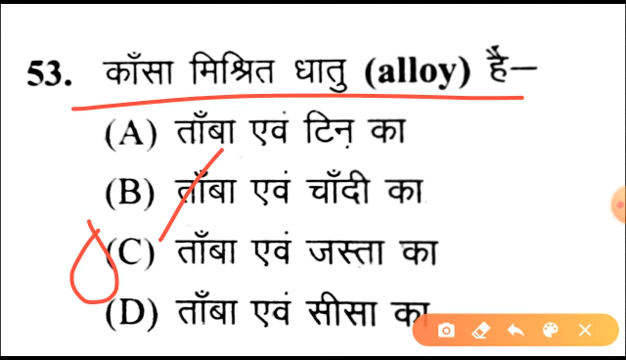 53. काँसा मिश्रित धातु (alloy) है–
(A) ताँबा एवं टिन का
(B) ताँबा एवं चाँदी का
(C) ताँबा एवं जस्ता का
(D) ताँबा एवं सीसा का